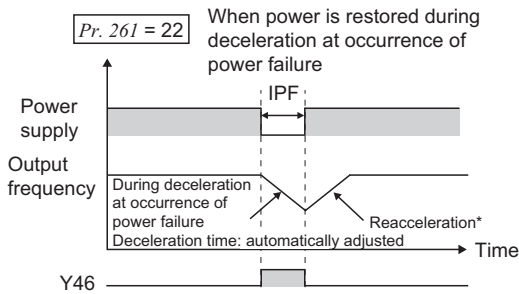 Pr. 261 = 22
When power is restored during
deceleration at occurrence of
power failure
IPF
Power
supply
Output
frequency
During deceleration
at occurrence of
power failure
Deceleration time: automatically adjusted
Reacceleration*
Time
Y46